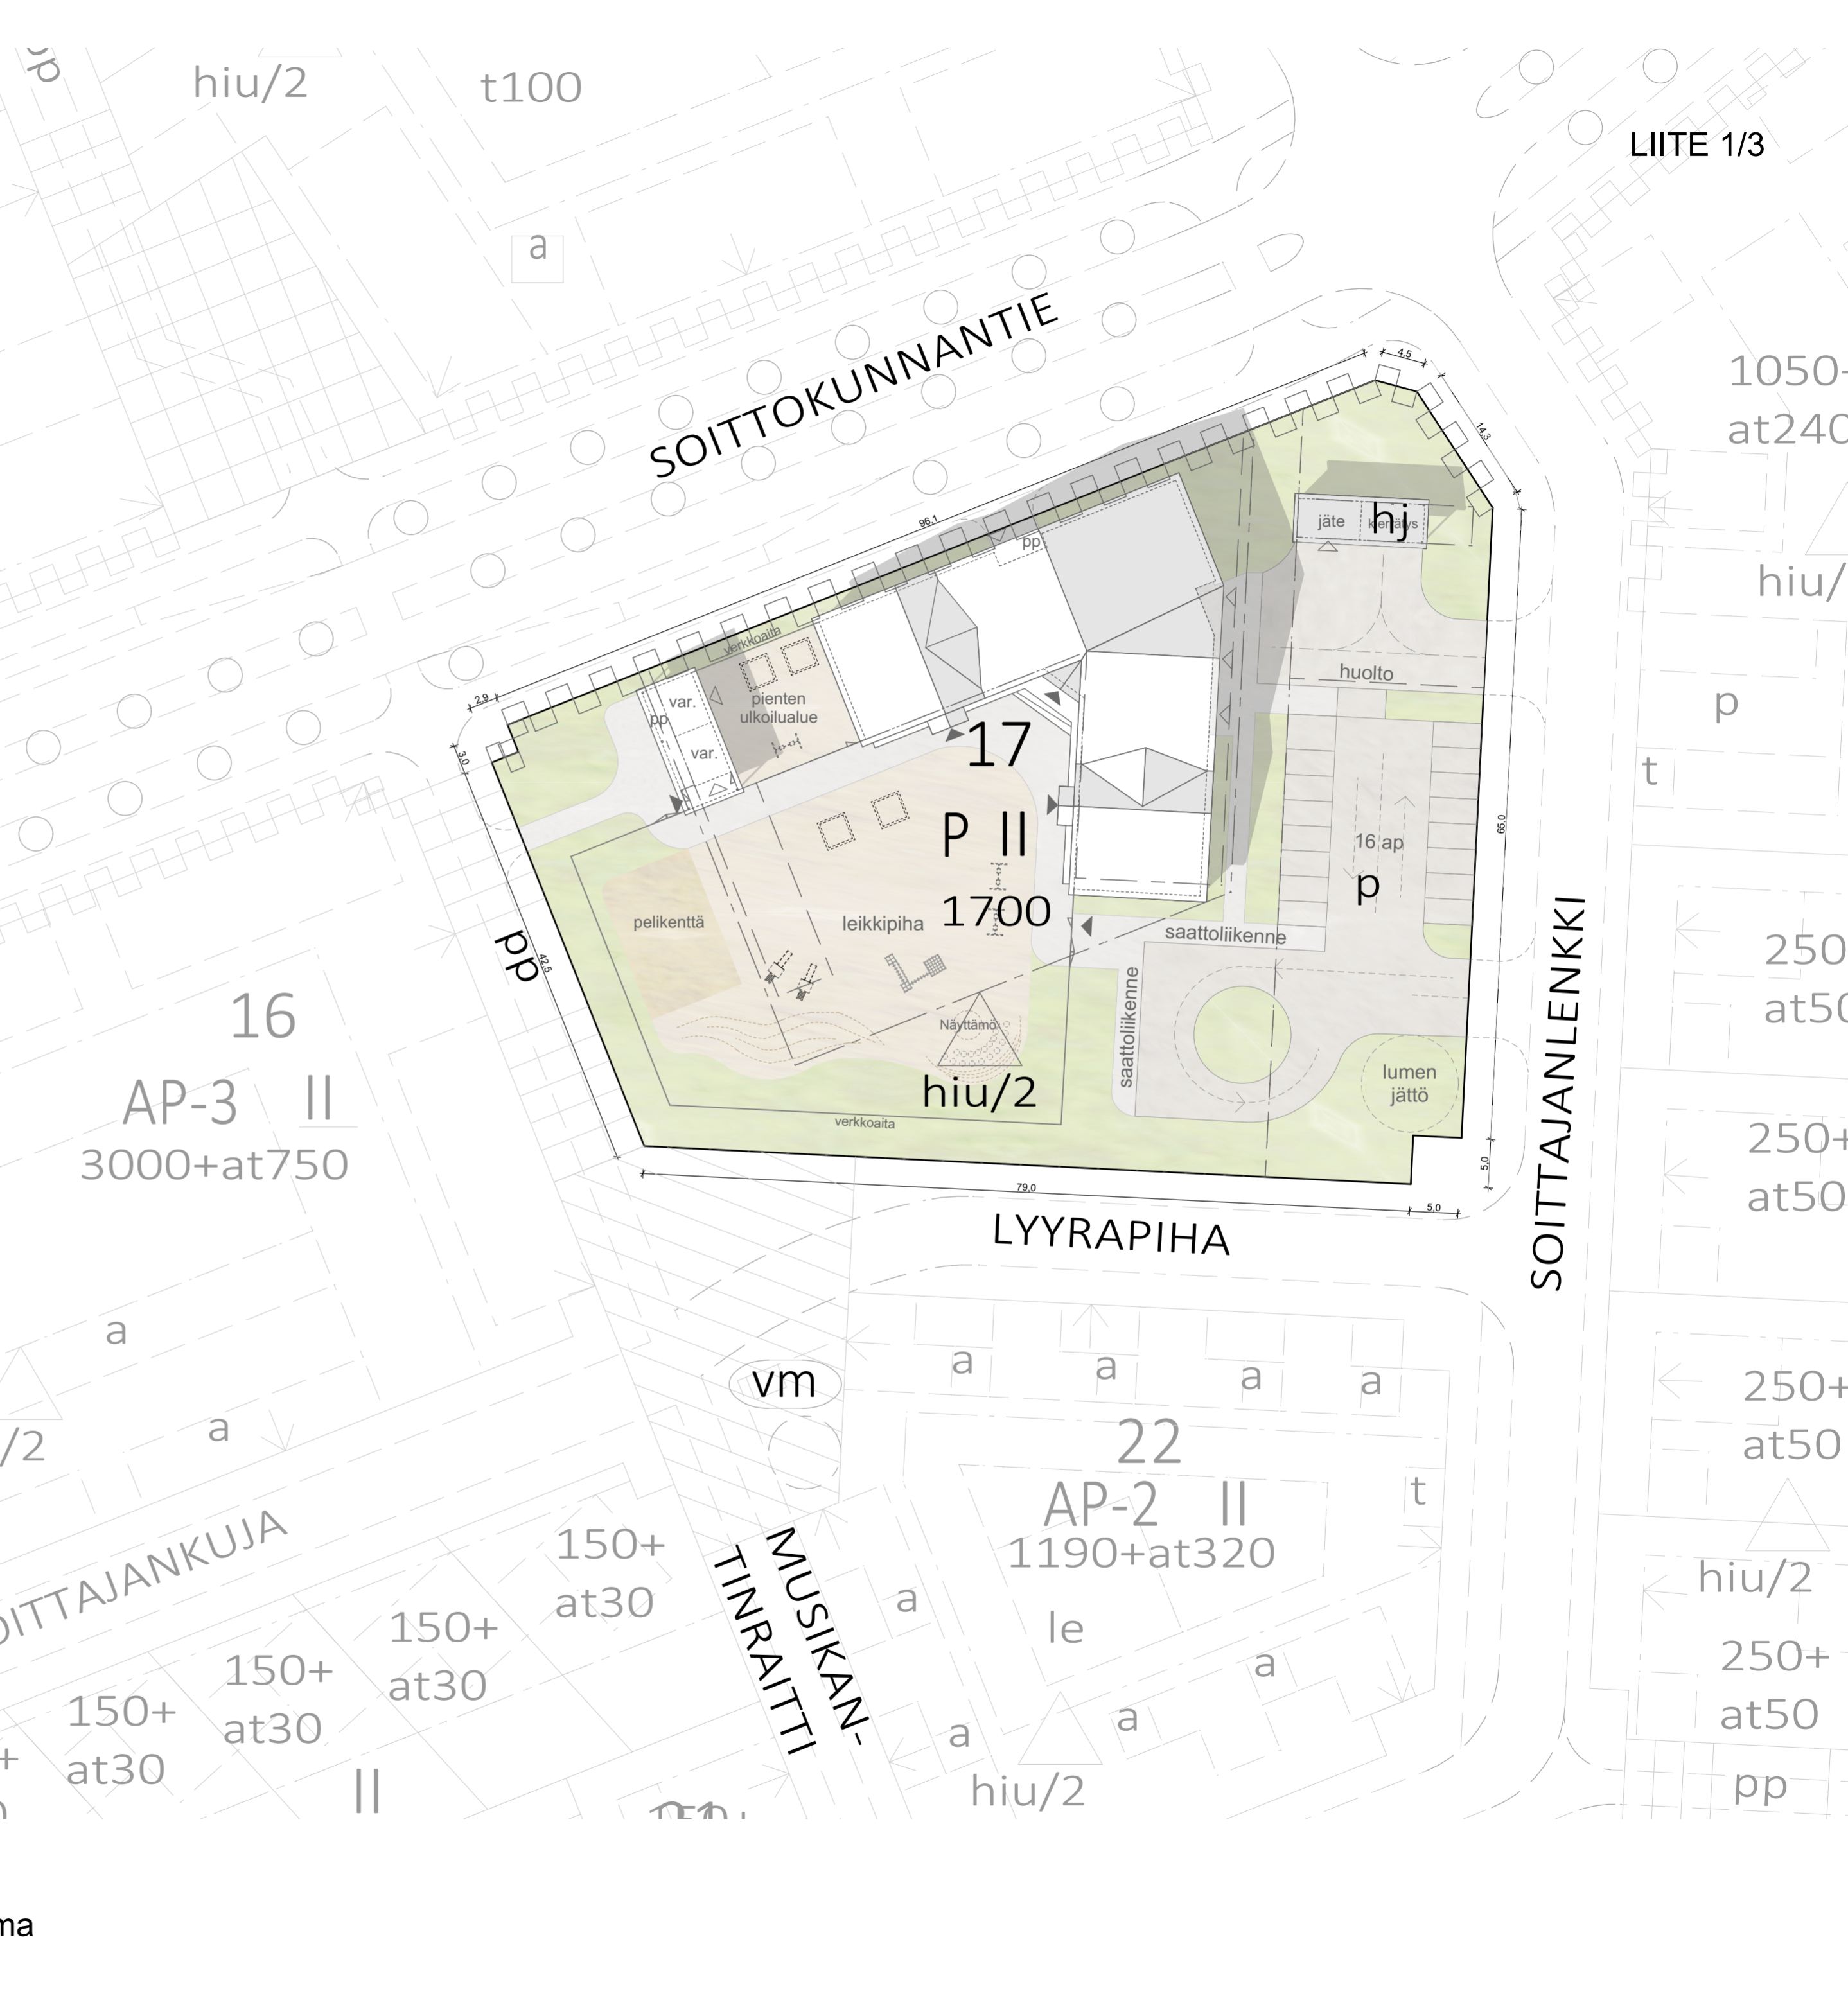 pp
hiu/2
t100
LIITE 1/3
a
SOITTOKUNNANTIE
4,5
14,3
1050+
at240
96,1
jäte
hj
pp
hiu/
verkkoaita
huolto
2,9
var.
pp
pienten
ulkoilualue
var.
3,0
17
p
t
P II
65,0
16 ap
p
1700
pelikenttä
leikkipiha
saattoliikenne
pp
42,5
250
at50
16
saattoliikenne
Näyttämö
AP-3 II
3000+at750
hiu/2
lumen
jättö
verkkoaita
SOITTAJANLENKKI
250+
at50
5,0
79,0
5,0
LYYRAPIHA
a
a
a
a
a
vm
a
250+
at50
/2
22
AP-2 II
1190+at320
t
OITTAJANKUJA
150+
at30
MUSIKAN-
TINRAITTI
a
le
hiu/2
150+
at30
150+
at30
150+
at30
a
250+
at50
a
a
II
hiu/2
pp
ma